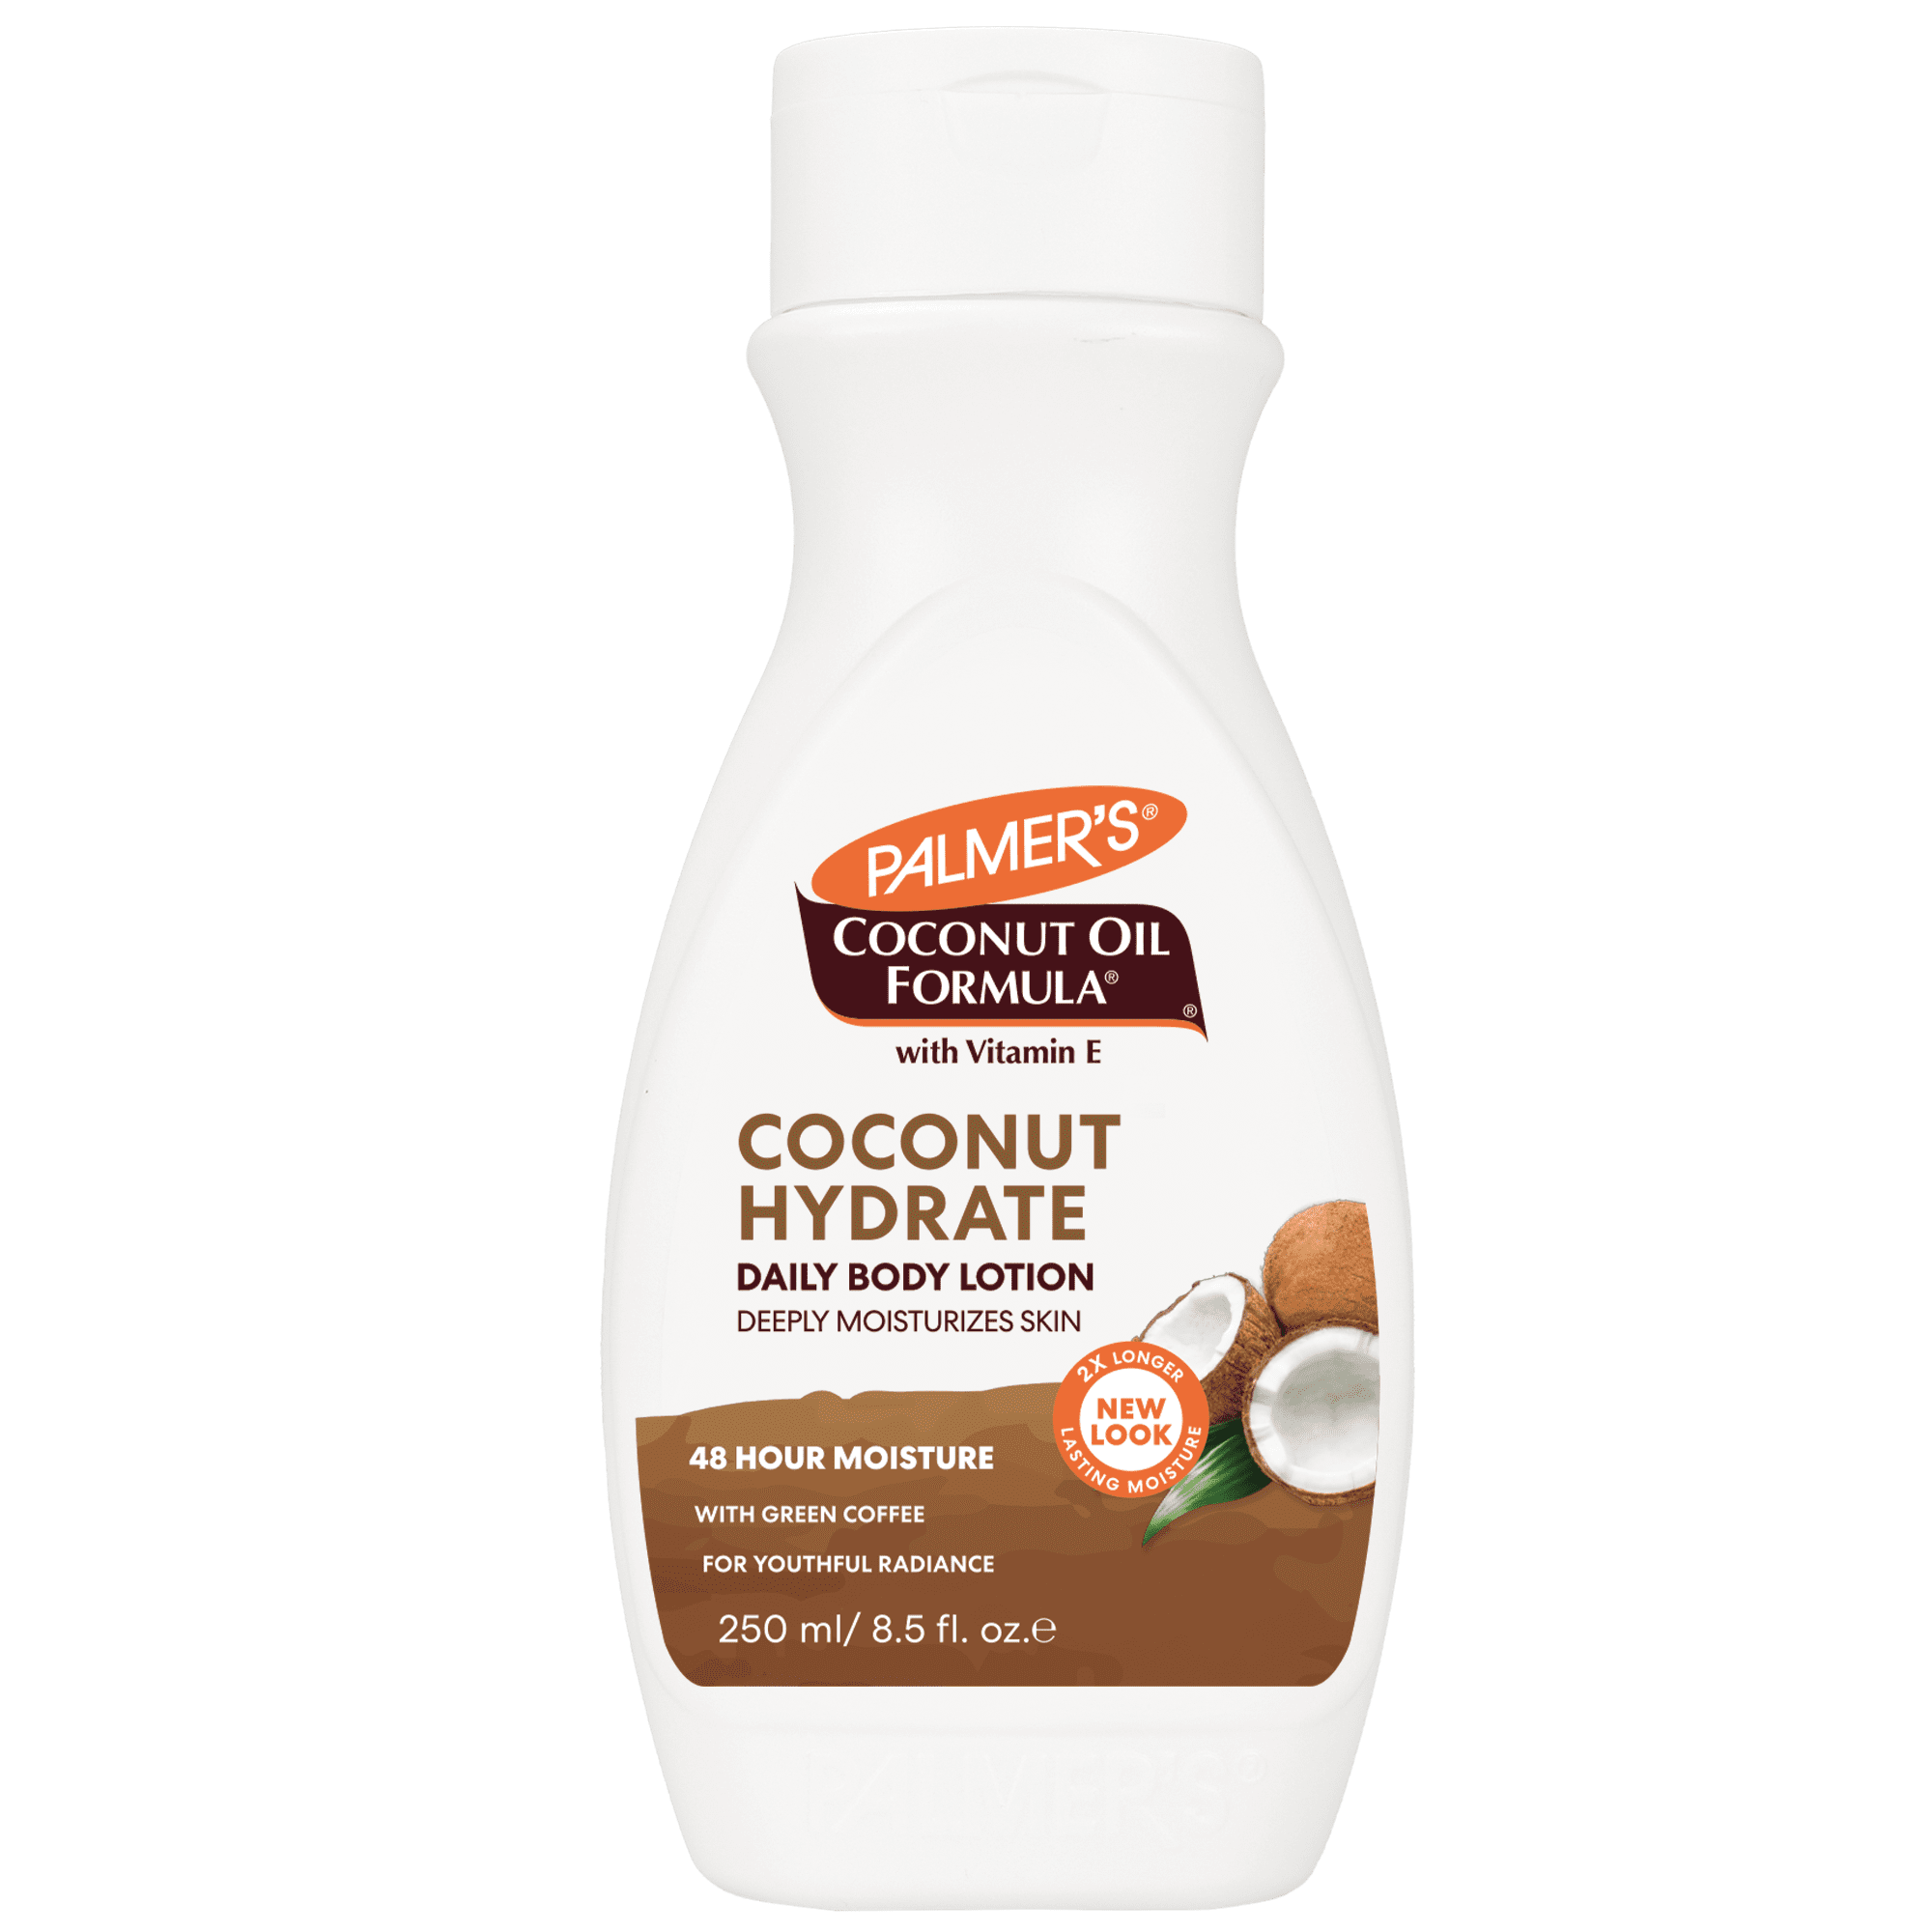 PALMER'S®
COCONUT OIL
FORMULA®
®
with Vitamin E
COCONUT
HYDRATE
DAILY BODY LOTION
DEEPLY MOISTURIZES SKIN
2X LONGER
NEW
LOOK
LASTING MOISTURE
48 HOUR MOISTURE
WITH GREEN COFFEE
FOR YOUTHFUL RADIANCE
250 ml/ 8.5 fl. oz.℮
PALMER'S®